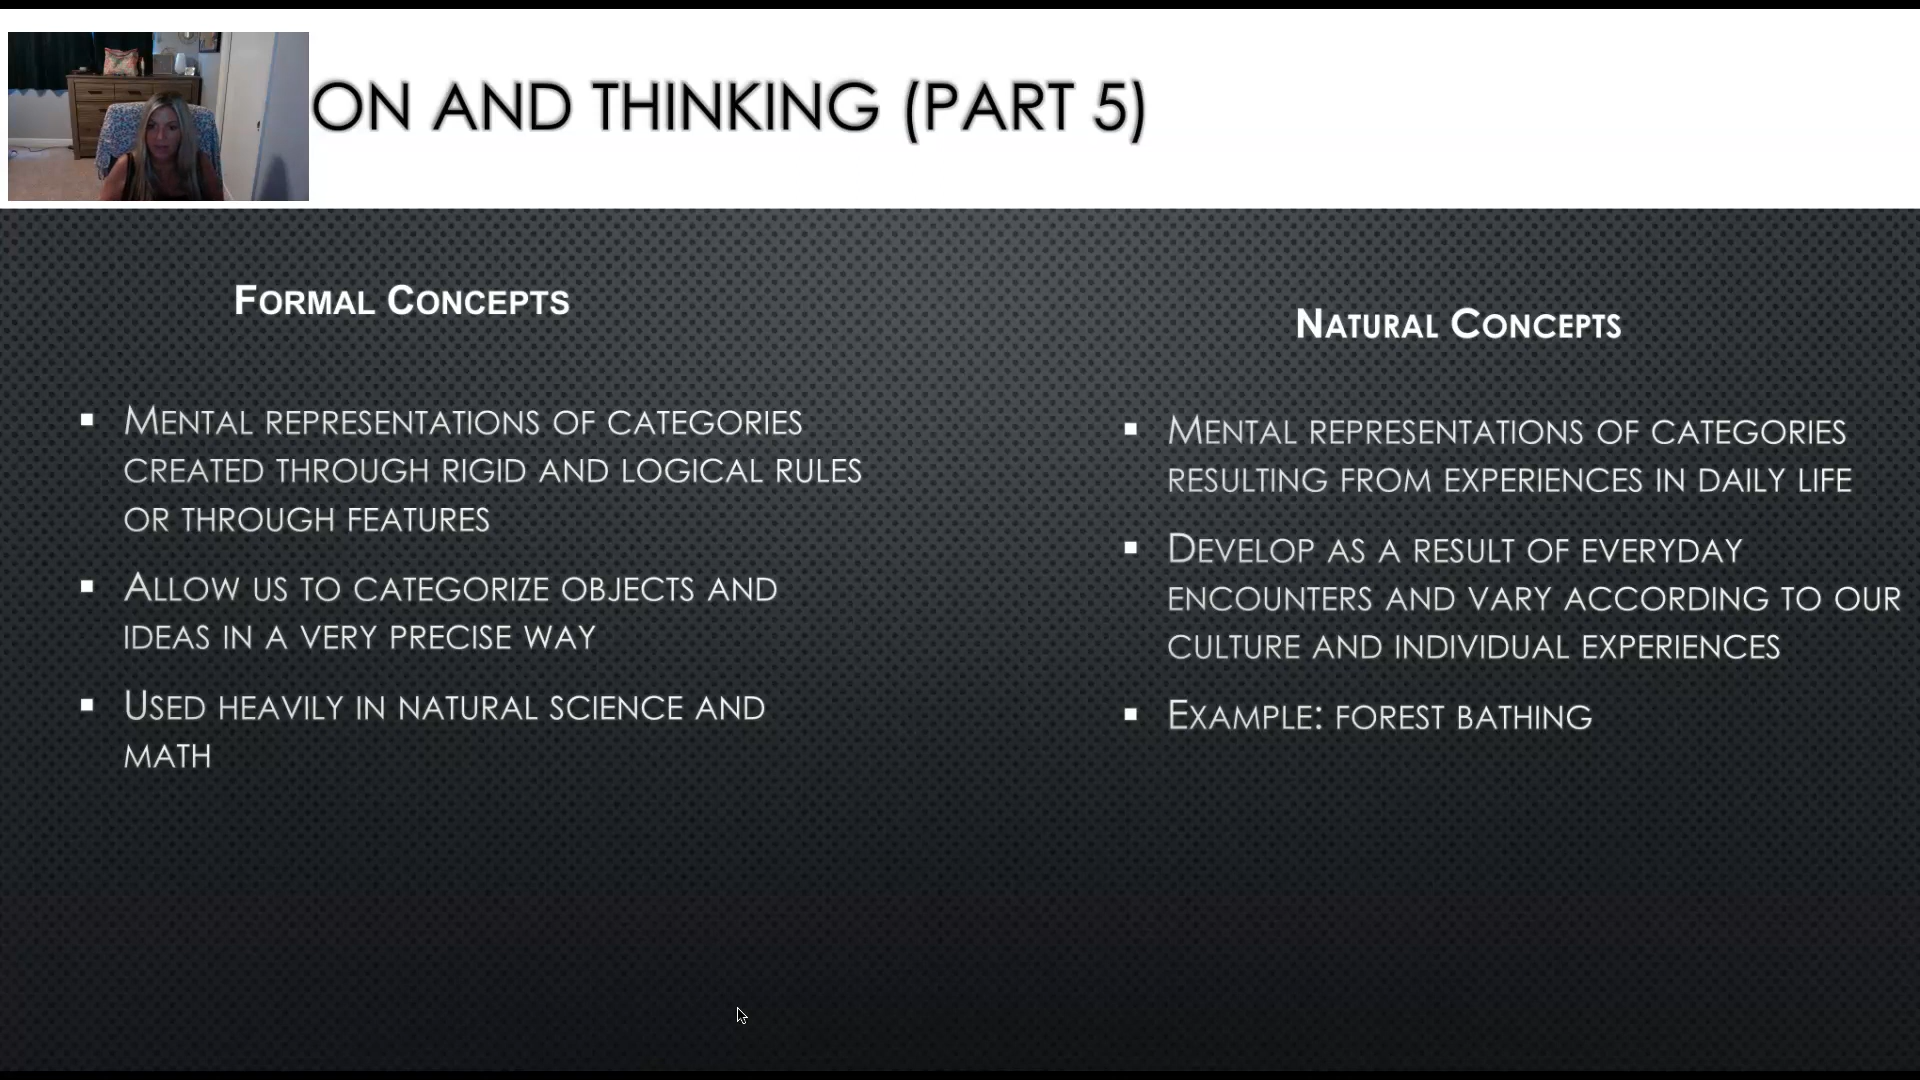 ON AND THINKING (PART 5)
FORMAL CONCEPTS
▪ MENTAL REPRESENTATIONS OF CATEGORIES
CREATED THROUGH RIGID AND LOGICAL RULES
OR THROUGH FEATURES
▪ ALLOW US TO CATEGORIZE OBJECTS AND
IDEAS IN A VERY PRECISE WAY
▪ USED HEAVILY IN NATURAL SCIENCE AND
MATH
NATURAL CONCEPTS
▪ MENTAL REPRESENTATIONS OF CATEGORIES
RESULTING FROM EXPERIENCES IN DAILY LIFE
▪ DEVELOP AS A RESULT OF EVERYDAY
ENCOUNTERS AND VARY ACCORDING TO OUR
CULTURE AND INDIVIDUAL EXPERIENCES
▪ EXAMPLE: FOREST BATHING